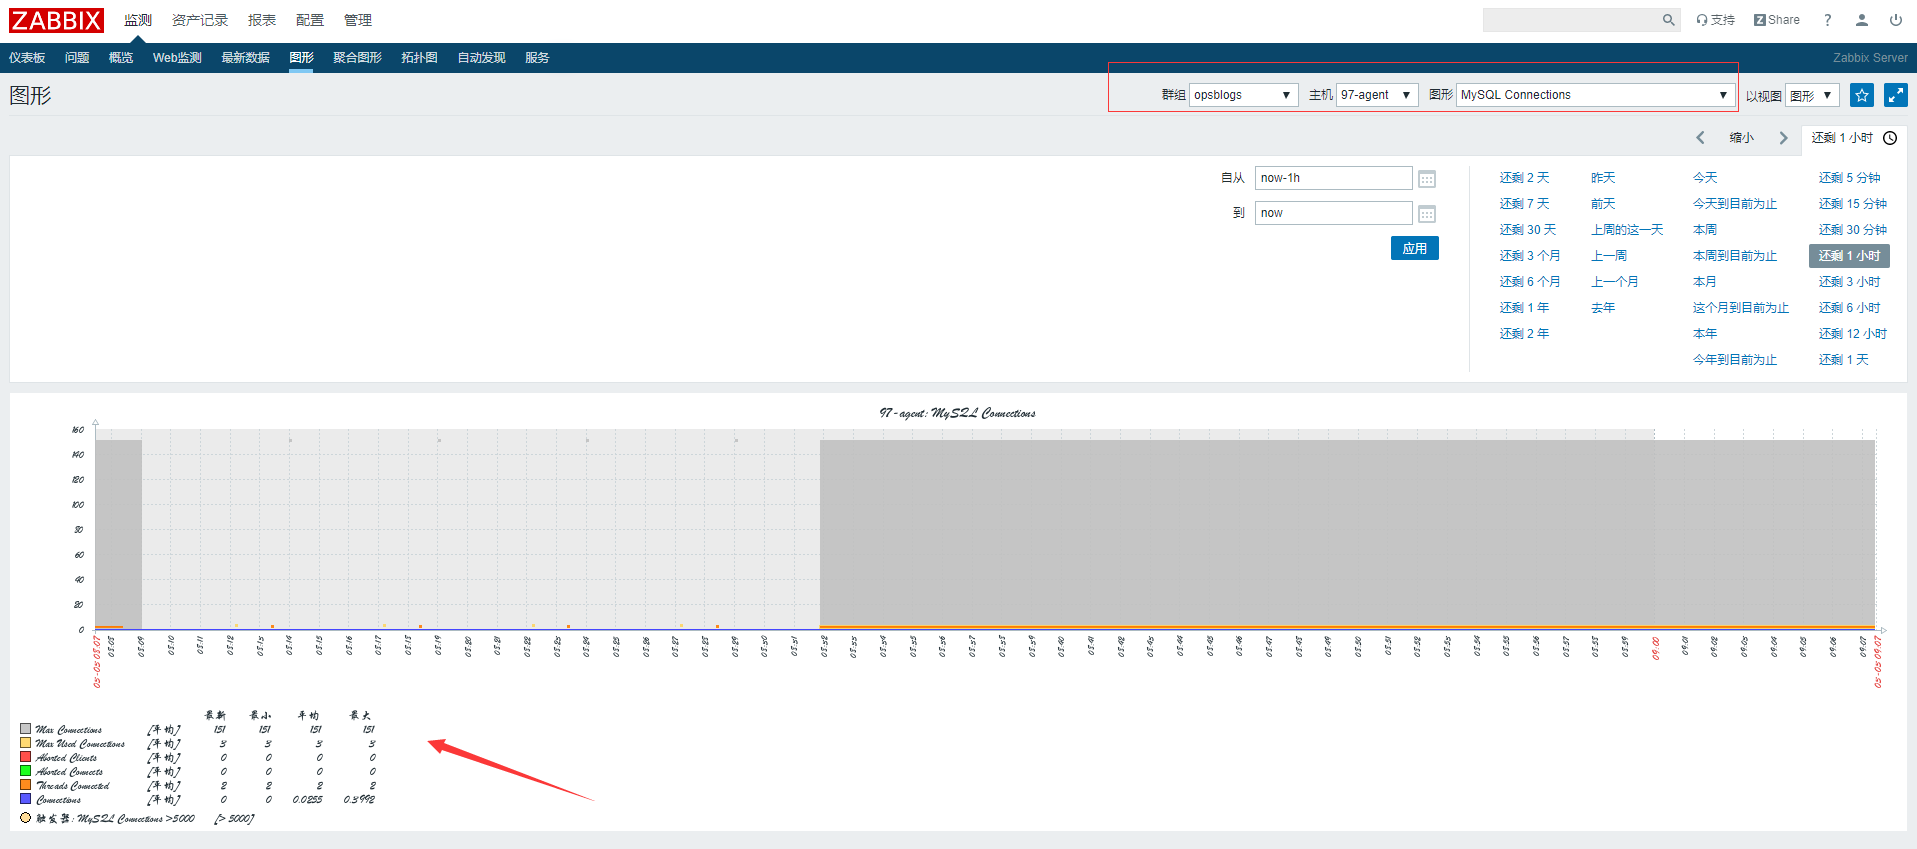 ZABBIX 监测 资产记录 报表 配置 管理 支持 Z Share ?
仪表板 问题 概览 Web监测 最新数据 图形 聚合图形 拓扑图 自动发现 服务 Zabbix Server
图形 群组 opsblogs 主机 97-agent 图形 MySQL Connections 以视图 图形
缩小 还剩 1 小时
自从 now-1h
到 now
应用
还剩 2 天 昨天 今天 还剩 5 分钟
还剩 7 天 前天 今天到目前为止 还剩 15 分钟
还剩 30 天 上周的这一天 本周 还剩 30 分钟
还剩 3 个月 上一周 本周到目前为止 还剩 1 小时
还剩 6 个月 上一个月 本月 还剩 3 小时
还剩 1 年 去年 这个月到目前为止 还剩 6 小时
还剩 2 年 本年 还剩 12 小时
今年到目前为止 还剩 1 天
97-agent: MySQL Connections
160
140
120
100
80
60
40
20
0
最新 最小 平均 最大
Max Connections [平均] 151 151 151 151
Max Used Connections [平均] 3 3 3 3
Aborted Clients [平均] 0 0 0 0
Aborted Connects [平均] 0 0 0 0
Threads Connected [平均] 2 2 2 2
Connections [平均] 0 0 0.0255 0.3992
触发器: MySQL Connections >5000 [> 5000]